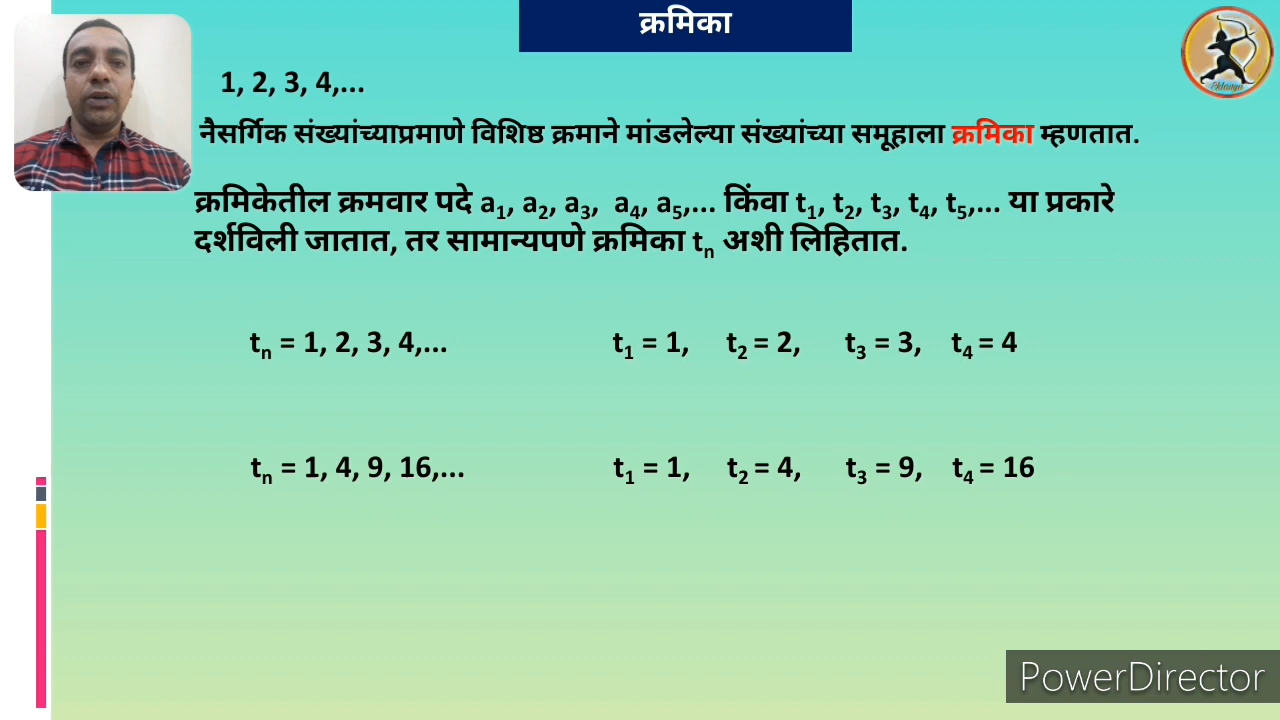 क्रमिका
1, 2, 3, 4,...
नैसर्गिक संख्यांच्याप्रमाणे विशिष्ठ क्रमाने मांडलेल्या संख्यांच्या समूहाला क्रमिका म्हणतात.
क्रमिकेतील क्रमवार पदे a₁, a₂, a₃, a₄, a₅,... किंवा t₁, t₂, t₃, t₄, t₅,... या प्रकारे
दर्शविली जातात, तर सामान्यपणे क्रमिका tₙ अशी लिहितात.
tₙ = 1, 2, 3, 4,... t₁ = 1, t₂ = 2, t₃ = 3, t₄ = 4
tₙ = 1, 4, 9, 16,... t₁ = 1, t₂ = 4, t₃ = 9, t₄ = 16
PowerDirector